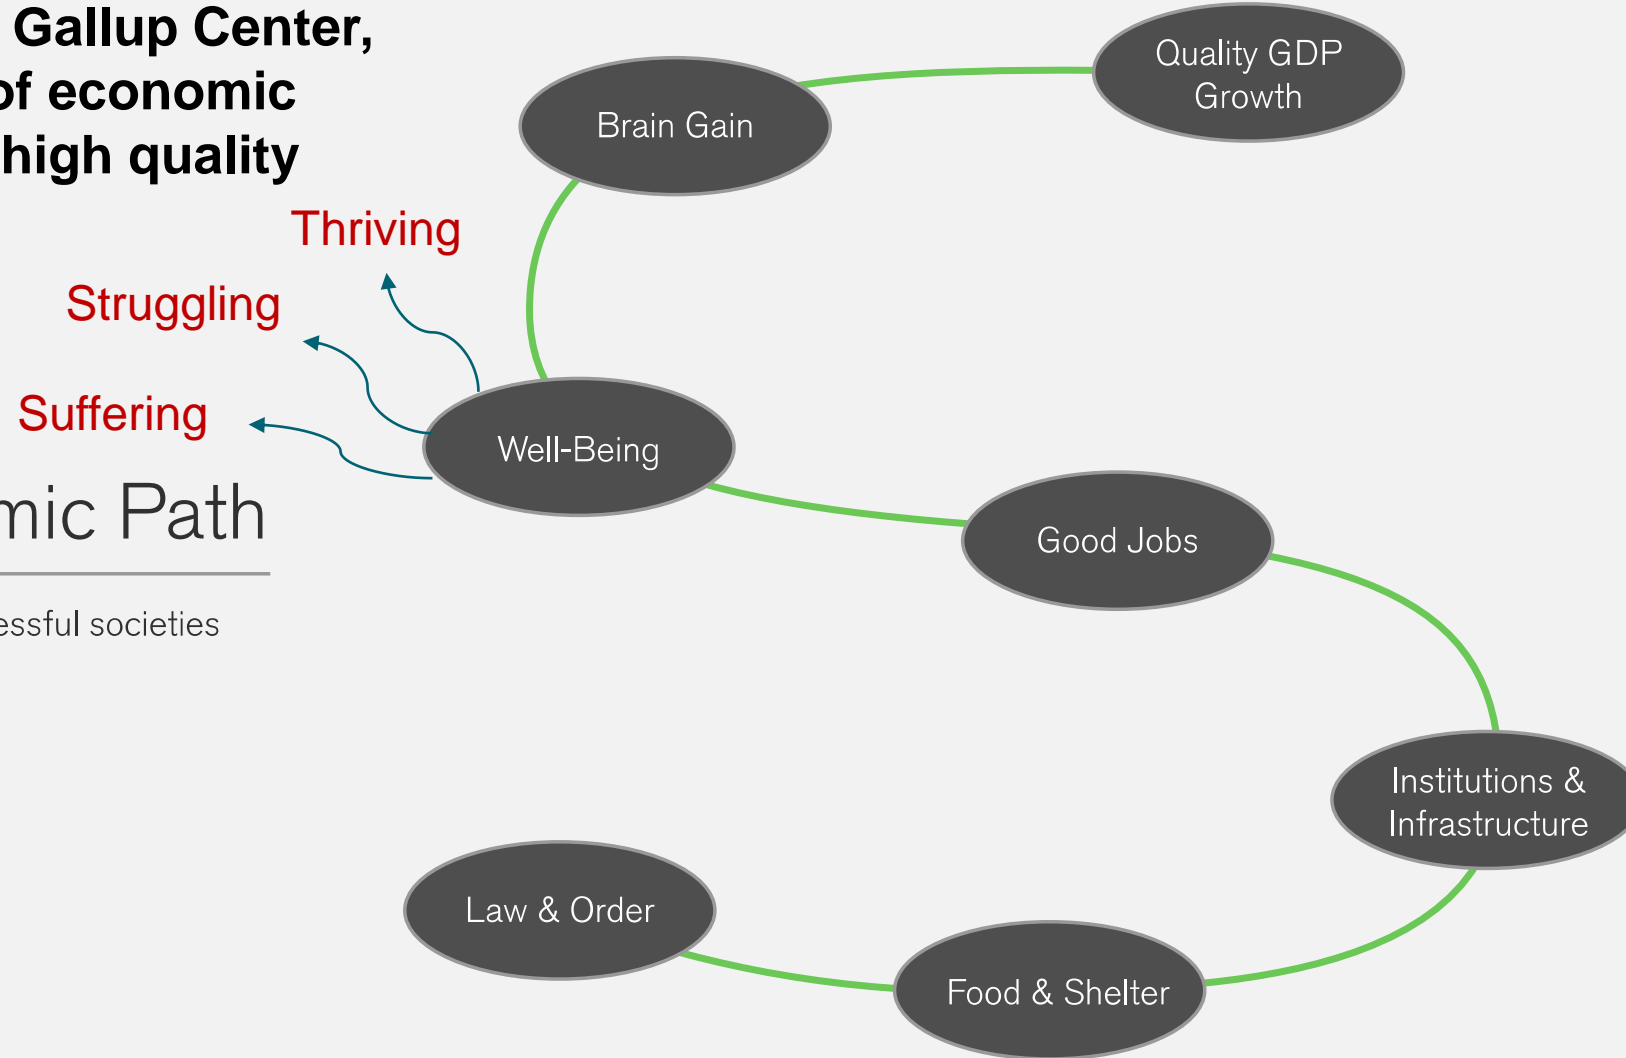 Gallup Center,
of economic
high quality
Quality GDP
Growth
Brain Gain
Thriving
Struggling
Suffering
Well-Being
mic Path
Good Jobs
essful societies
Institutions &
Infrastructure
Law & Order
Food & Shelter